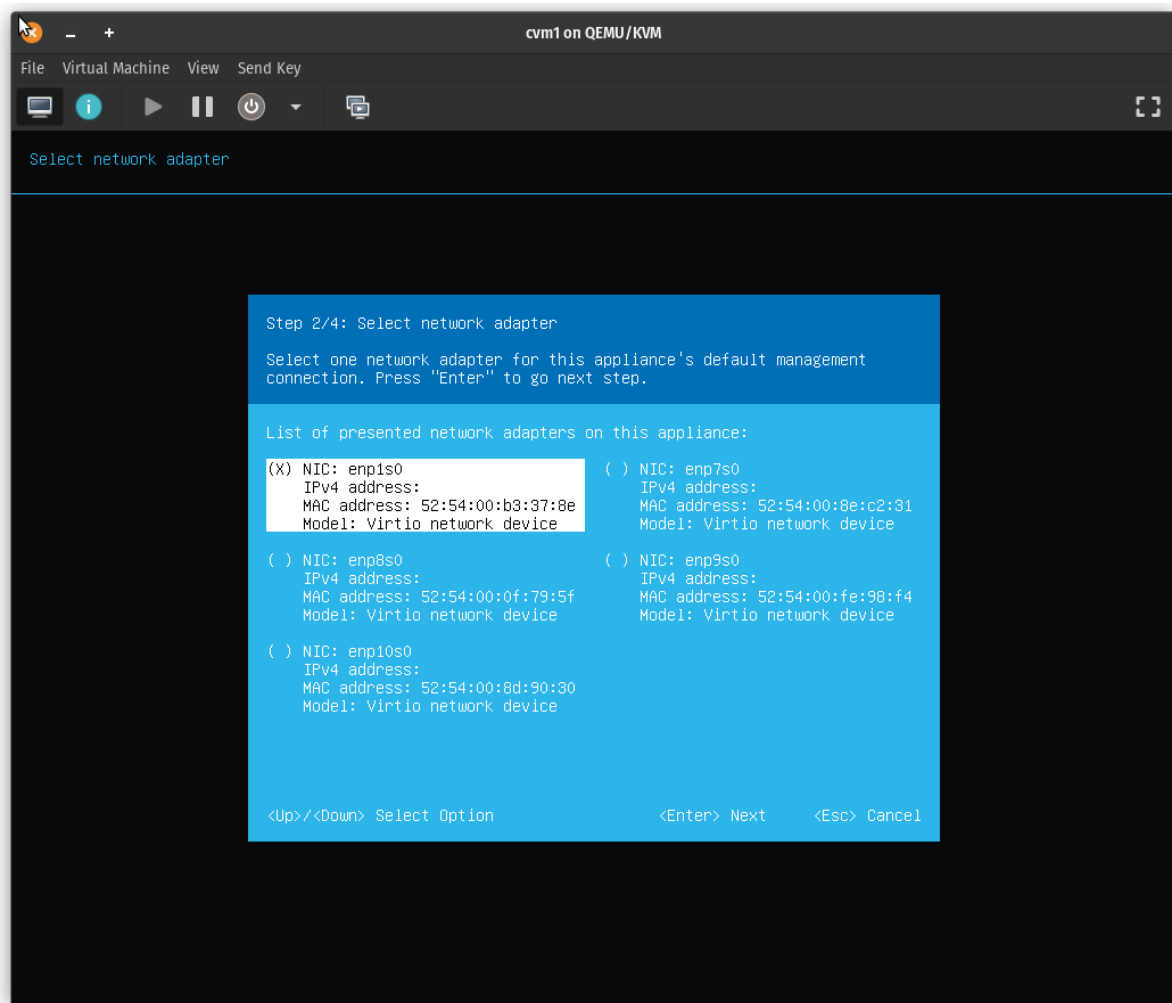 cvm1 on QEMU/KVM
File Virtual Machine View Send Key
Select network adapter
Step 2/4: Select network adapter
Select one network adapter for this appliance's default management
connection. Press "Enter" to go next step.
List of presented network adapters on this appliance:
(X) NIC: enp1s0
IPv4 address:
MAC address: 52:54:00:b3:37:8e
Model: Virtio network device
( ) NIC: enp7s0
IPv4 address:
MAC address: 52:54:00:8e:c2:31
Model: Virtio network device
( ) NIC: enp8s0
IPv4 address:
MAC address: 52:54:00:0f:79:5f
Model: Virtio network device
( ) NIC: enp9s0
IPv4 address:
MAC address: 52:54:00:fe:98:f4
Model: Virtio network device
( ) NIC: enp10s0
IPv4 address:
MAC address: 52:54:00:8d:90:30
Model: Virtio network device
<Up>/<Down> Select Option <Enter> Next <Esc> Cancel